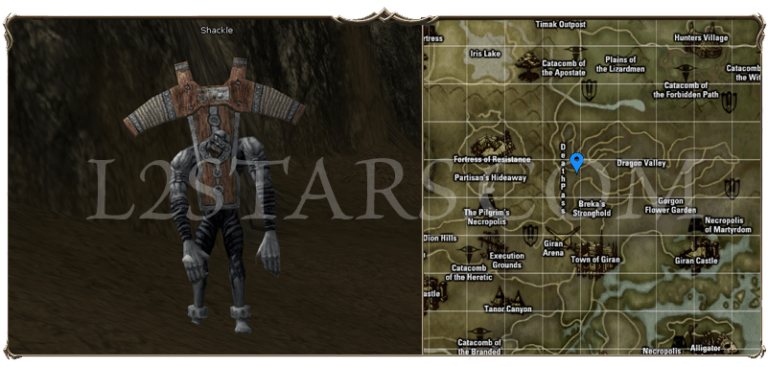 Shackle
L2STARS.COM
Timak Outpost
rtress
Hunters Village
Iris Lake
Catacomb of
the Apostate
Plains of
the Lizardmen
Catacomb
the Wit
Catacomb of
the Forbidden Path
Death Pass
Fortress of Resistance
Dragon Valley
Partisan's Hideaway
The Pilgrim's
Necropolis
Breka's
Stronghold
Gorgon
Flower Garden
Necropolis
of Martyrdom
Dion Hills
Execution
Grounds
Giran
Arena
Town of Giran
Giran Castle
Catacomb
of the Heretic
astle
Tanor Canyon
Catacomb of
the Branded
Necropolis
Alligator